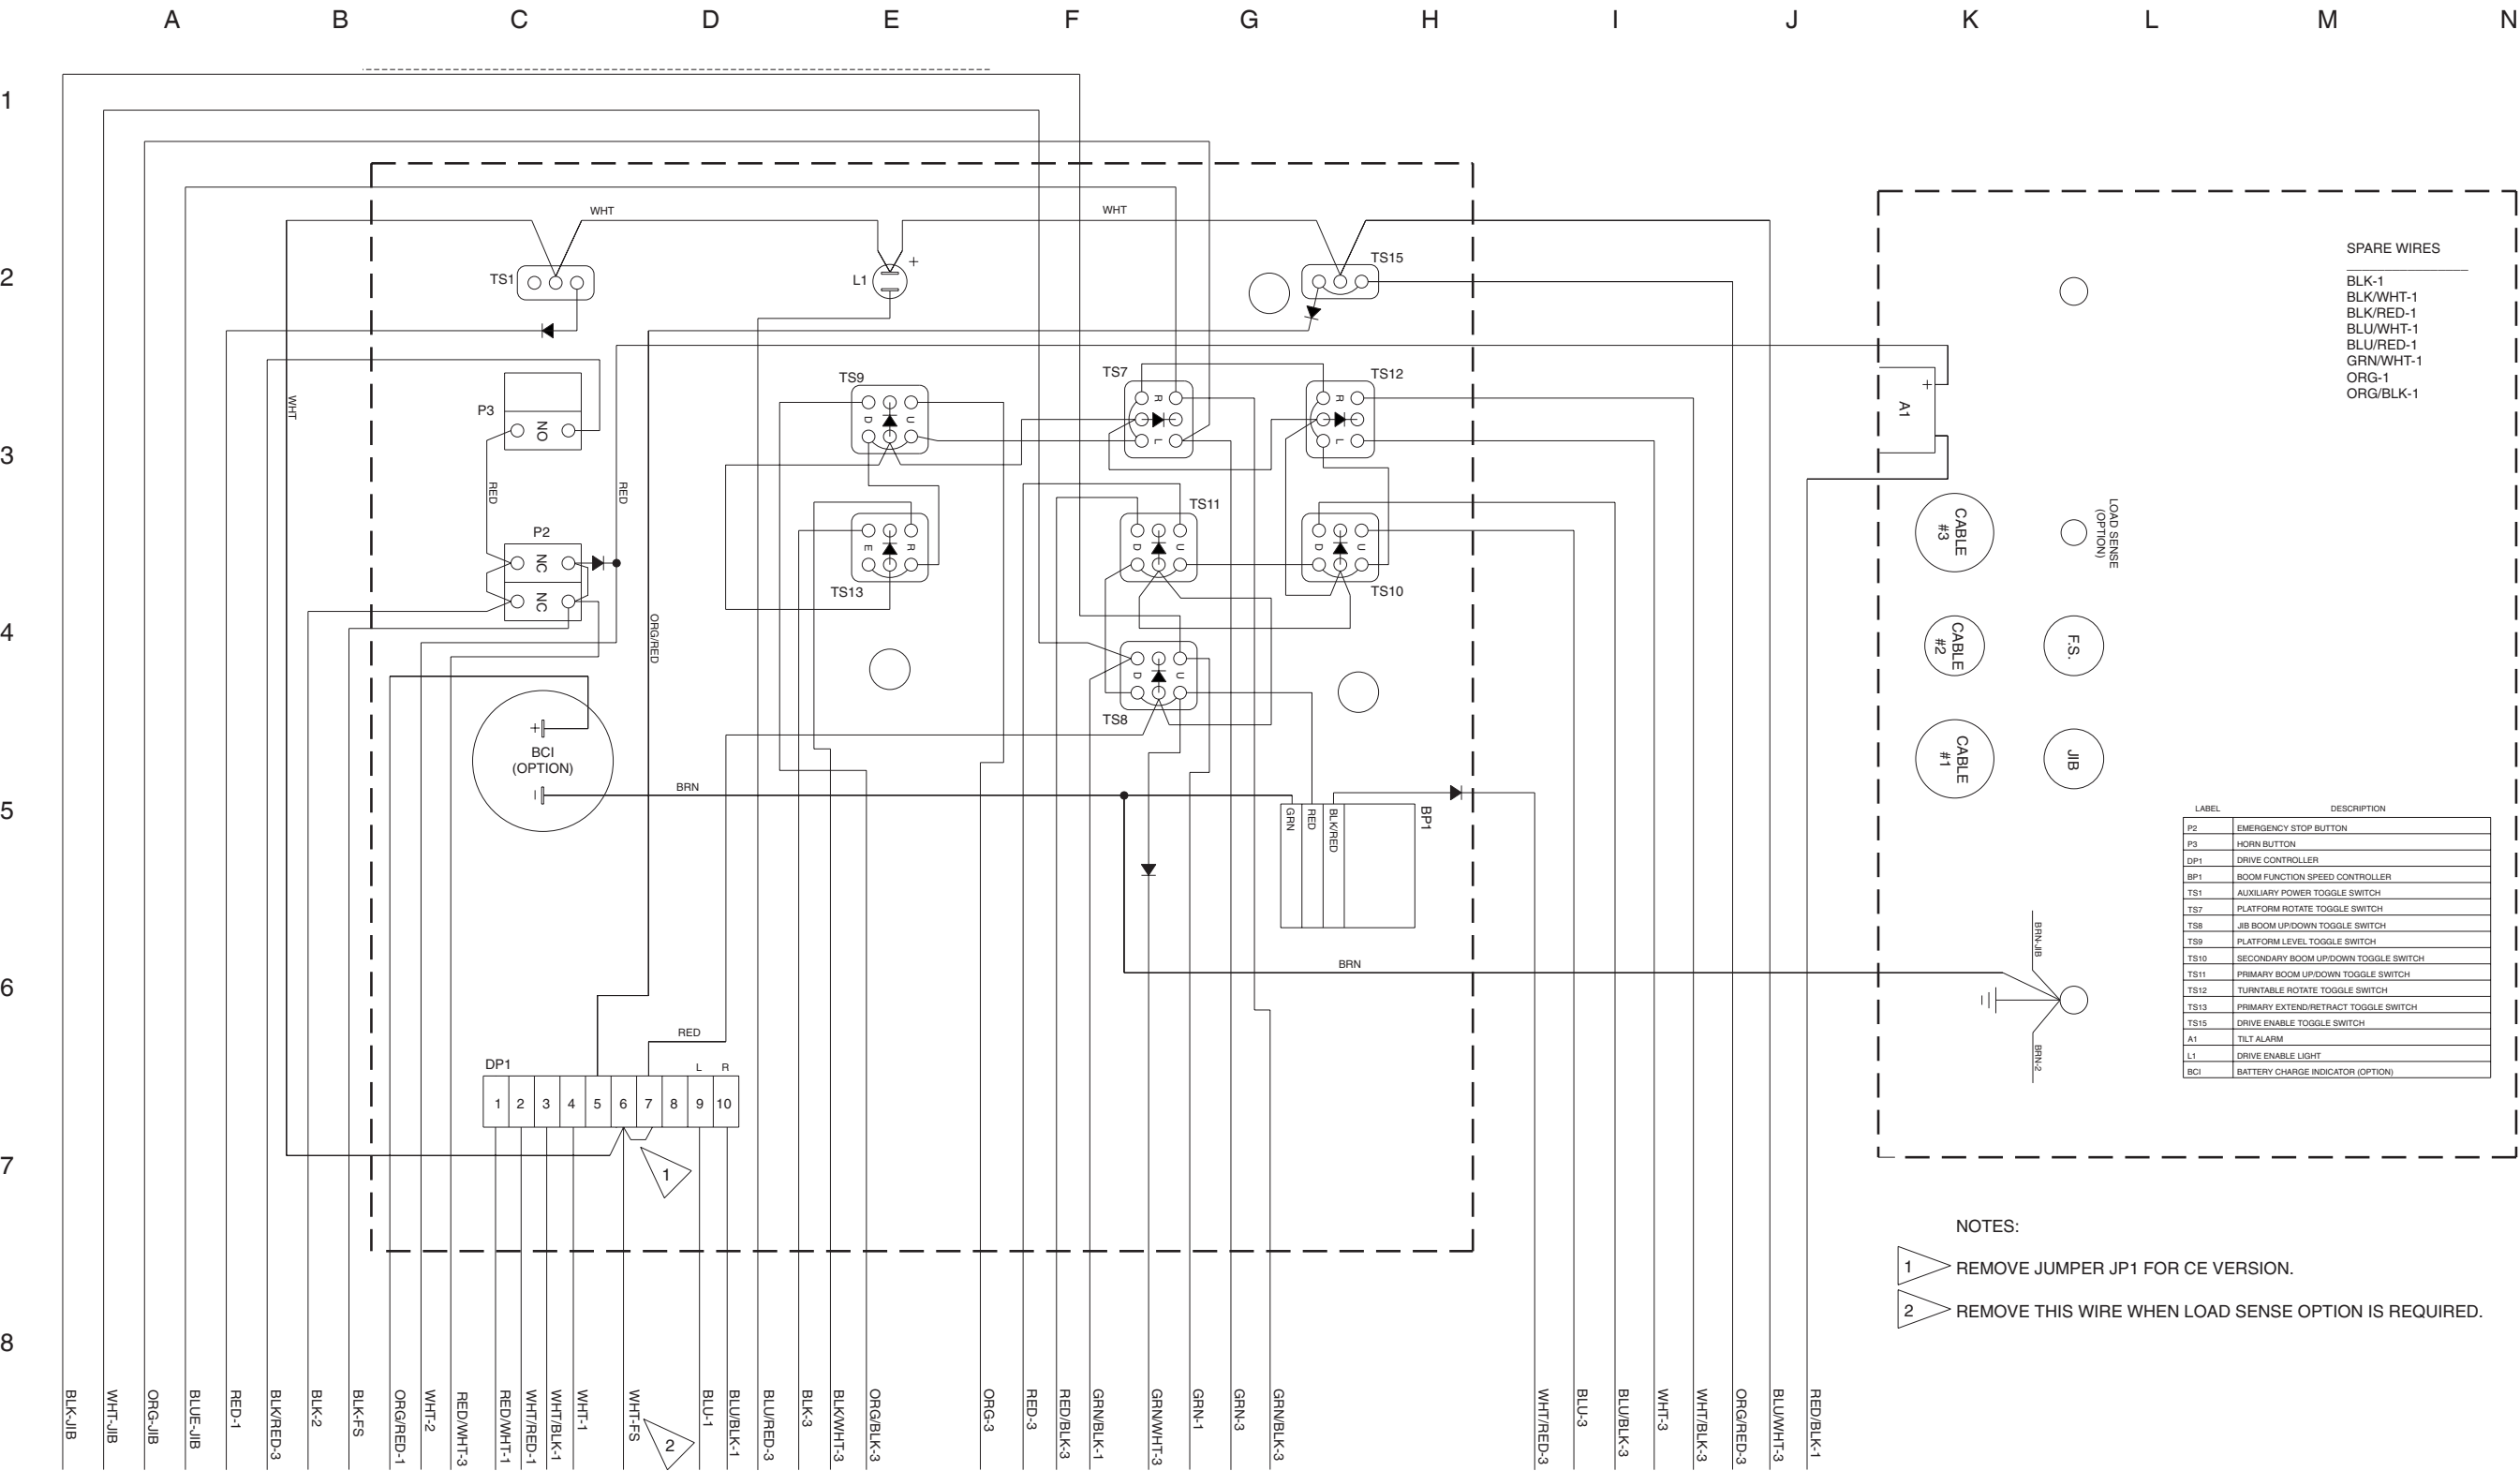 A B C D E F G H I J K L M N
1
2
3
4
5
6
7
8
WHT
WHT
TS1
L1
+
TS15
WHT
P3
NO
RED
RED
P2
NC
NC
ORG/RED
TS9
D U
TS7
R
L
TS12
R
L
TS13
E R
TS11
D U
TS10
D U
TS8
D U
+
BCI
(OPTION)
–
BRN
GRN
RED
BLK/RED
BP1
BRN
RED
DP1
L R
1 2 3 4 5 6 7 8 9 10
1
2
SPARE WIRES
BLK-1
BLK/WHT-1
BLK/RED-1
BLU/WHT-1
BLU/RED-1
GRN/WHT-1
ORG-1
ORG/BLK-1
+
A1
CABLE
#3
LOAD SENSE
(OPTION)
CABLE
#2
F.S.
CABLE
#1
JIB
BRN-JIB
BRN-2
LABEL DESCRIPTION
P2 EMERGENCY STOP BUTTON
P3 HORN BUTTON
DP1 DRIVE CONTROLLER
BP1 BOOM FUNCTION SPEED CONTROLLER
TS1 AUXILIARY POWER TOGGLE SWITCH
TS7 PLATFORM ROTATE TOGGLE SWITCH
TS8 JIB BOOM UP/DOWN TOGGLE SWITCH
TS9 PLATFORM LEVEL TOGGLE SWITCH
TS10 SECONDARY BOOM UP/DOWN TOGGLE SWITCH
TS11 PRIMARY BOOM UP/DOWN TOGGLE SWITCH
TS12 TURNTABLE ROTATE TOGGLE SWITCH
TS13 PRIMARY EXTEND/RETRACT TOGGLE SWITCH
TS15 DRIVE ENABLE TOGGLE SWITCH
A1 TILT ALARM
L1 DRIVE ENABLE LIGHT
BCI BATTERY CHARGE INDICATOR (OPTION)
NOTES:
1 REMOVE JUMPER JP1 FOR CE VERSION.
2 REMOVE THIS WIRE WHEN LOAD SENSE OPTION IS REQUIRED.
BLK-JIB
WHT-JIB
ORG-JIB
BLUE-JIB
RED-1
BLK/RED-3
BLK-2
BLK-FS
ORG/RED-1
WHT-2
RED/WHT-3
RED/WHT-1
WHT/RED-1
WHT/BLK-1
WHT-1
WHT-FS
BLU-1
BLU/BLK-1
BLU/RED-3
BLK-3
BLK/WHT-3
ORG/BLK-3
ORG-3
RED-3
RED/BLK-3
GRN/BLK-1
GRN/WHT-3
GRN-1
GRN-3
GRN/BLK-3
WHT/RED-3
BLU-3
BLU/BLK-3
WHT-3
WHT/BLK-3
ORG/RED-3
BLU/WHT-3
RED/BLK-1